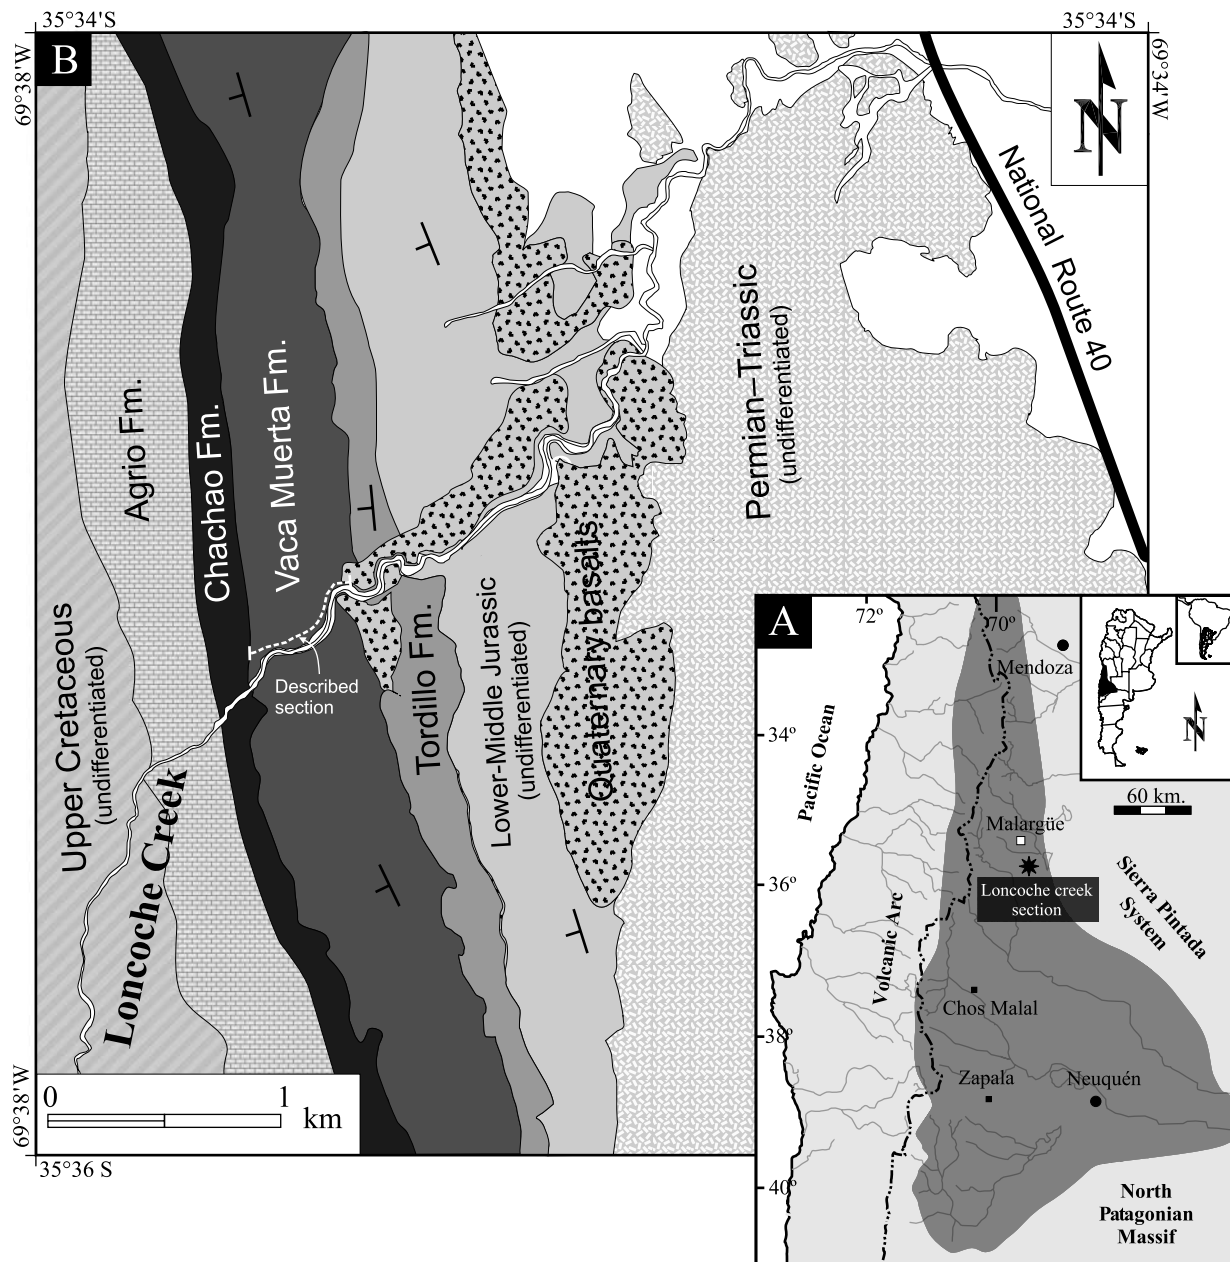 35°34'S
35°34'S
69°38'W
69°34'W
B
N
National Route 40
Permian–Triassic
(undifferentiated)
Agrio Fm.
Chachao Fm.
Vaca Muerta Fm.
Quaternary basalts
Tordillo Fm.
Lower-Middle Jurassic
(undifferentiated)
Upper Cretaceous
(undifferentiated)
Described
section
Loncoche Creek
0
1
km
69°38'W
35°36 S
A
72º
70º
Mendoza
34º
Pacific Ocean
N
60 km.
Malargüe
36º
Loncoche creek
section
Sierra Pintada
System
Volcanic Arc
Chos Malal
38º
Zapala
Neuquén
40º
North
Patagonian
Massif